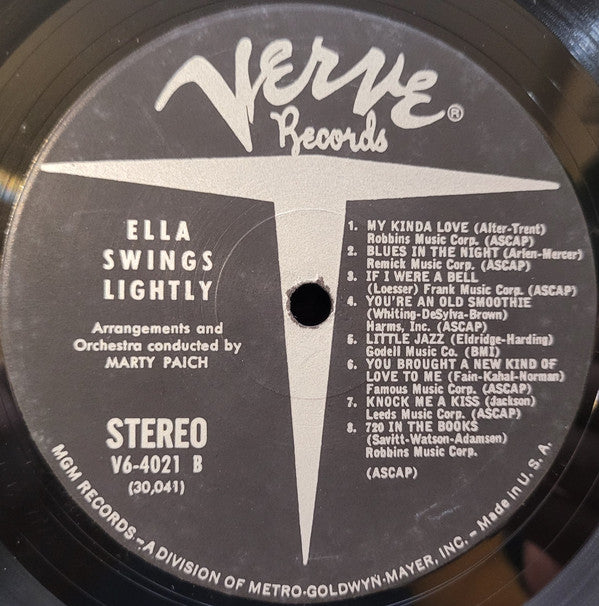 VERVE ®
Records
ELLA
SWINGS
LIGHTLY
Arrangements and
Orchestra conducted by
MARTY PAICH
STEREO
V6-4021 B
(30,041)
1. MY KINDA LOVE (Alter-Trent)
Robbins Music Corp. (ASCAP)
2. BLUES IN THE NIGHT (Arlen-Mercer)
Remick Music Corp. (ASCAP)
3. IF I WERE A BELL
(Loesser) Frank Music Corp. (ASCAP)
4. YOU'RE AN OLD SMOOTHIE
(Whiting-DeSylva-Brown)
Harms, Inc. (ASCAP)
5. LITTLE JAZZ (Eldridge-Harding)
Godell Music Co. (BMI)
6. YOU BROUGHT A NEW KIND OF
LOVE TO ME (Fain-Kahal-Norman)
Famous Music Corp. (ASCAP)
7. KNOCK ME A KISS (Jackson)
Leeds Music Corp. (ASCAP)
8. 720 IN THE BOOKS
(Savitt-Watson-Adamson)
Robbins Music Corp.
(ASCAP)
MGM RECORDS—A DIVISION OF METRO-GOLDWYN-MAYER, INC. – Made in U. S. A.